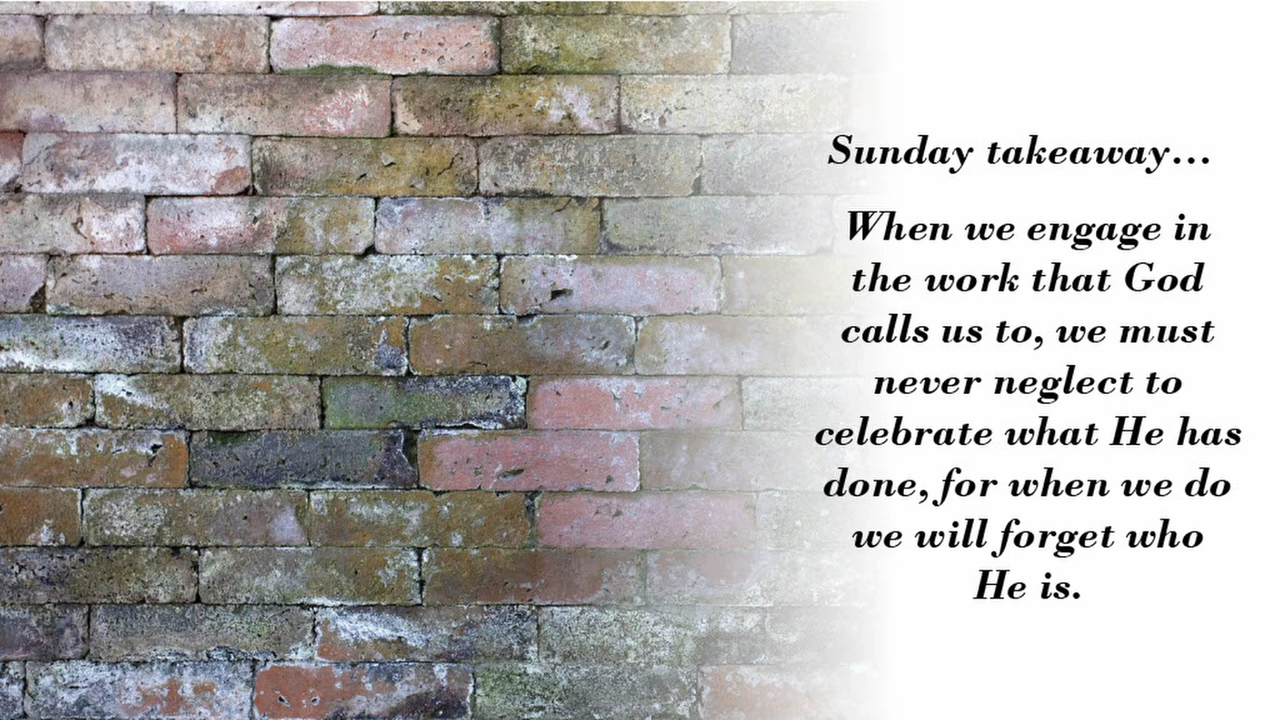 Sunday takeaway...
When we engage in
the work that God
calls us to, we must
never neglect to
celebrate what He has
done, for when we do
we will forget who
He is.